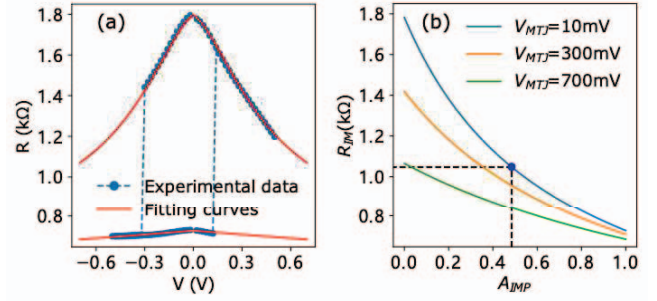 (a)
R (kΩ)
1.8
1.6
1.4
1.2
1.0
0.8
Experimental data
Fitting curves
−0.6 −0.3 0.0 0.3 0.6
V (V)
(b)
R_IM(kΩ)
1.8
1.6
1.4
1.2
1.0
0.8
V_MTJ=10mV
V_MTJ=300mV
V_MTJ=700mV
0.0 0.2 0.4 0.6 0.8 1.0
A_IMP